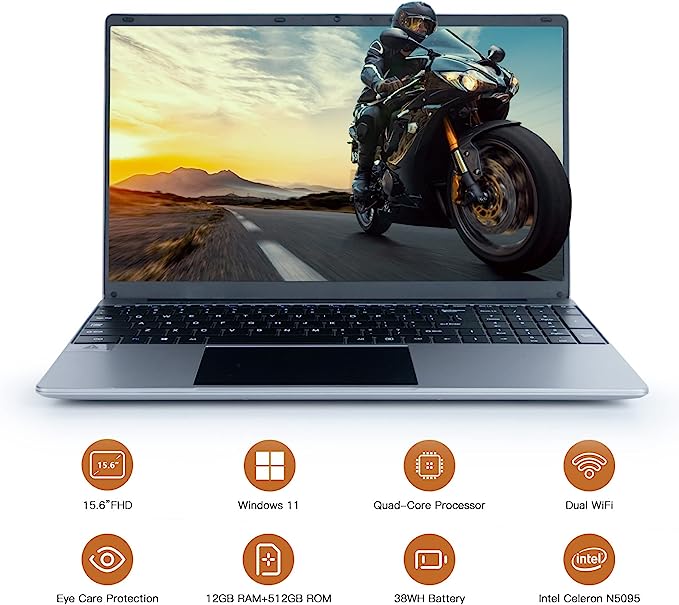 15.6"
intel
15.6"FHD
Windows 11
Quad-Core Processor
Dual WiFi
Eye Care Protection
12GB RAM+512GB ROM
38WH Battery
Intel Celeron N5095